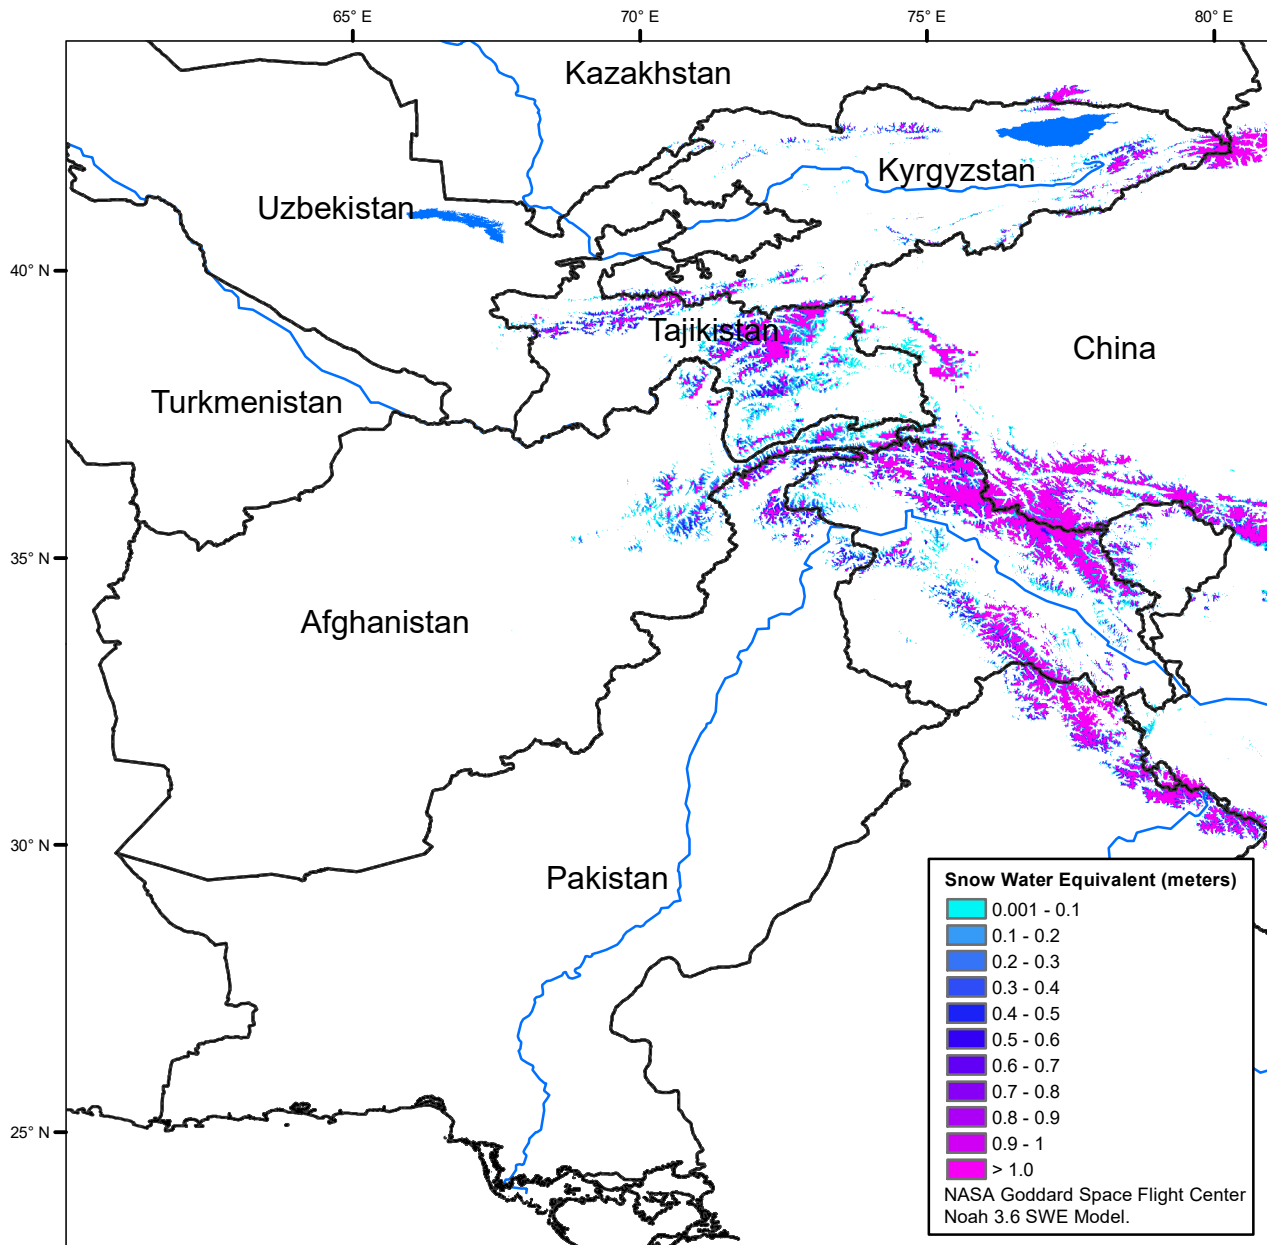 65° E 70° E 75° E 80° E
Kazakhstan
Kyrgyzstan
Uzbekistan
40° N
Tajikistan
China
Turkmenistan
35° N
Afghanistan
30° N
Pakistan
25° N
Snow Water Equivalent (meters)
0.001 - 0.1
0.1 - 0.2
0.2 - 0.3
0.3 - 0.4
0.4 - 0.5
0.5 - 0.6
0.6 - 0.7
0.7 - 0.8
0.8 - 0.9
0.9 - 1
> 1.0
NASA Goddard Space Flight Center
Noah 3.6 SWE Model.